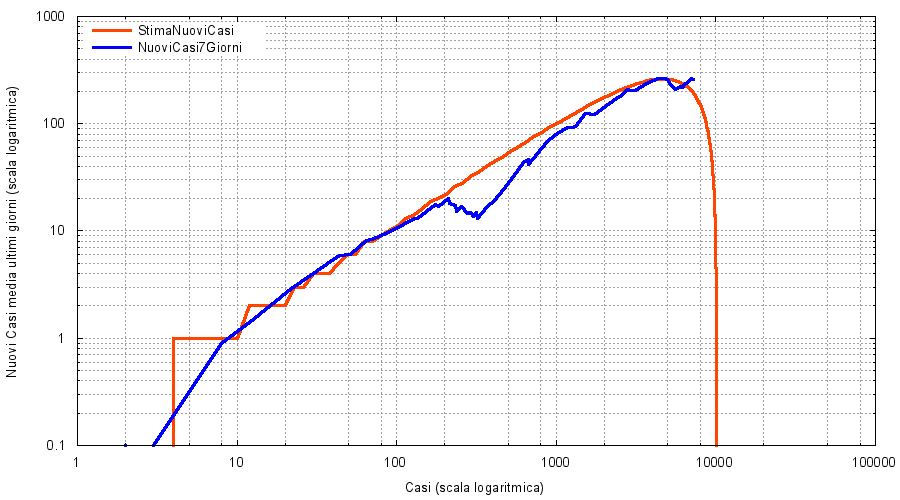 1000
StimaNuoviCasi
NuoviCasi7Giorni
100
10
1
0.1
Nuovi Casi media ultimi giorni (scala logaritmica)
1 10 100 1000 10000 100000
Casi (scala logaritmica)